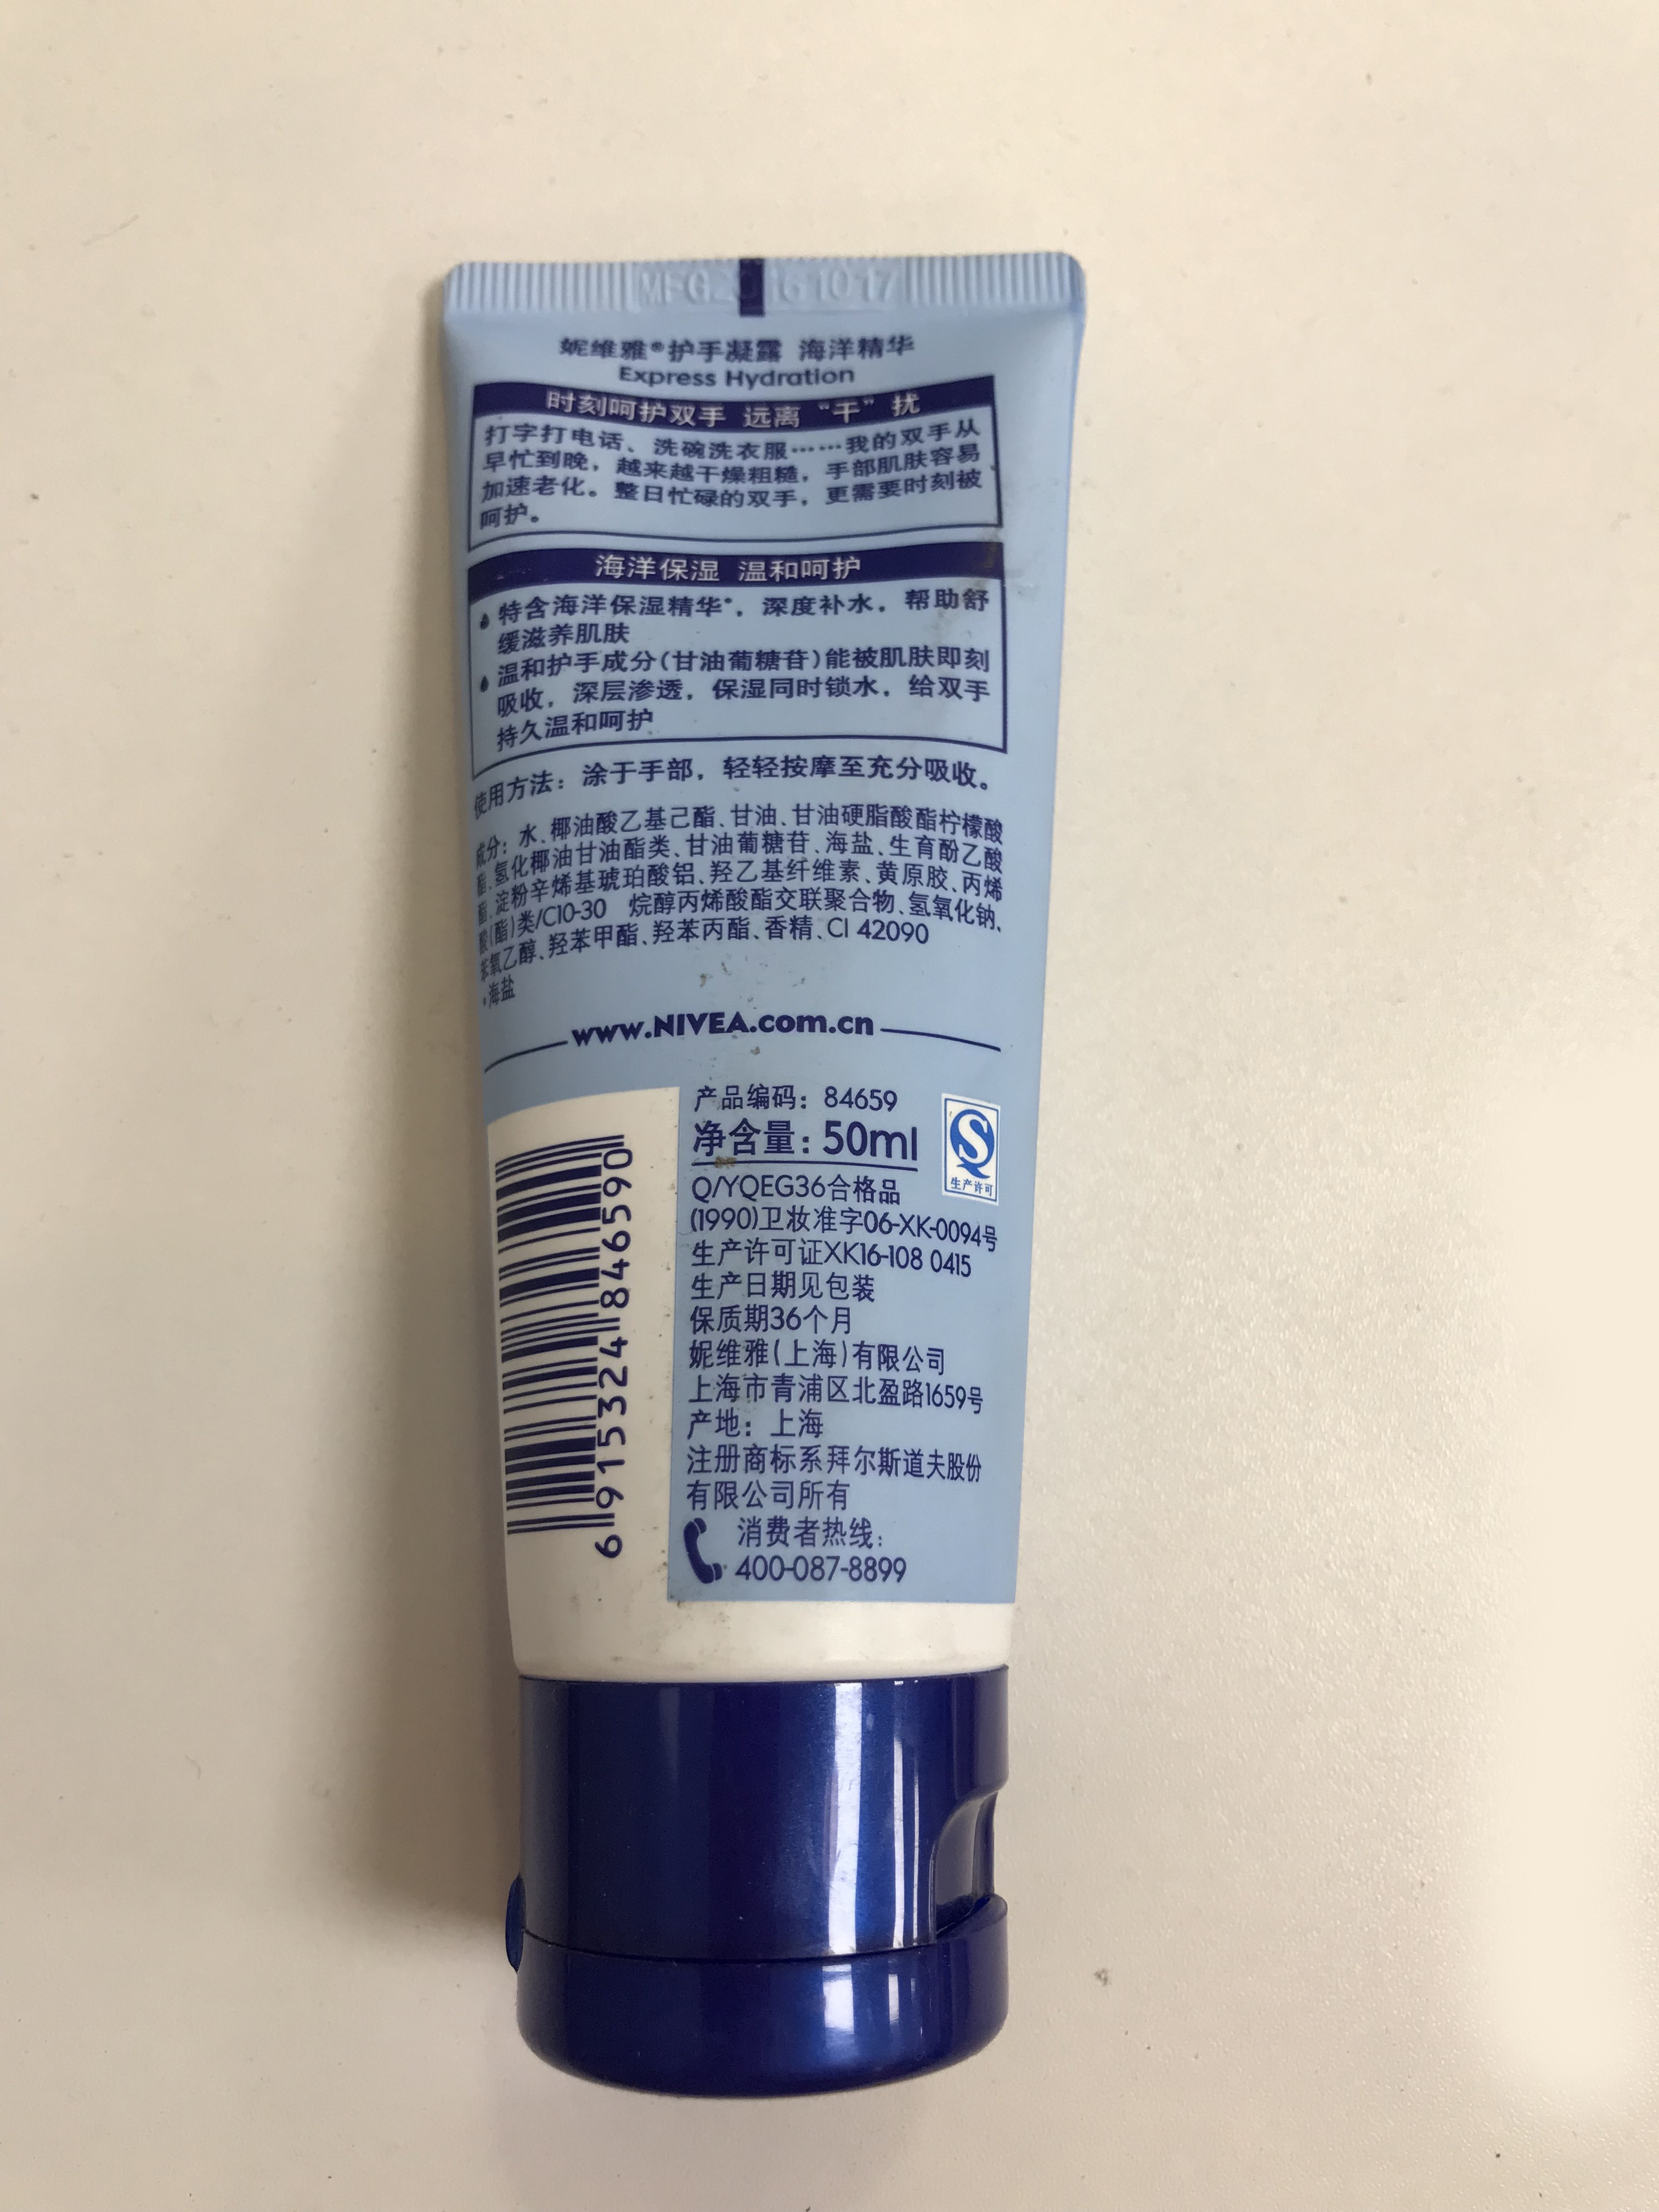 MFG20161017
妮维雅®护手凝露 海洋精华
Express Hydration
时刻呵护双手 远离“干”扰
打字打电话、洗碗洗衣服……我的双手从
早忙到晚，越来越干燥粗糙，手部肌肤容易
加速老化。整日忙碌的双手，更需要时刻被
呵护。
海洋保湿 温和呵护
特含海洋保湿精华*，深度补水，帮助舒
缓滋养肌肤
温和护手成分(甘油葡糖苷)能被肌肤即刻
吸收，深层渗透，保湿同时锁水，给双手
持久温和呵护
使用方法：涂于手部，轻轻按摩至充分吸收。
成分：水、椰油酸乙基己酯、甘油、甘油硬脂酸酯柠檬酸
酯、氢化椰油甘油酯类、甘油葡糖苷、海盐、生育酚乙酸
酯、淀粉辛烯基琥珀酸铝、羟乙基纤维素、黄原胶、丙烯
酸(酯)类/C10-30 烷醇丙烯酸酯交联聚合物、氢氧化钠、
苯氧乙醇、羟苯甲酯、羟苯丙酯、香精、CI 42090
*海盐
www.NIVEA.com.cn
产品编码：84659
净含量：50ml
生产许可
Q/YQEG36合格品
(1990)卫妆准字06-XK-0094号
生产许可证XK16-108 0415
生产日期见包装
保质期36个月
妮维雅(上海)有限公司
上海市青浦区北盈路1659号
产地：上海
注册商标系拜尔斯道夫股份
有限公司所有
消费者热线：
400-087-8899
6 915324 846590